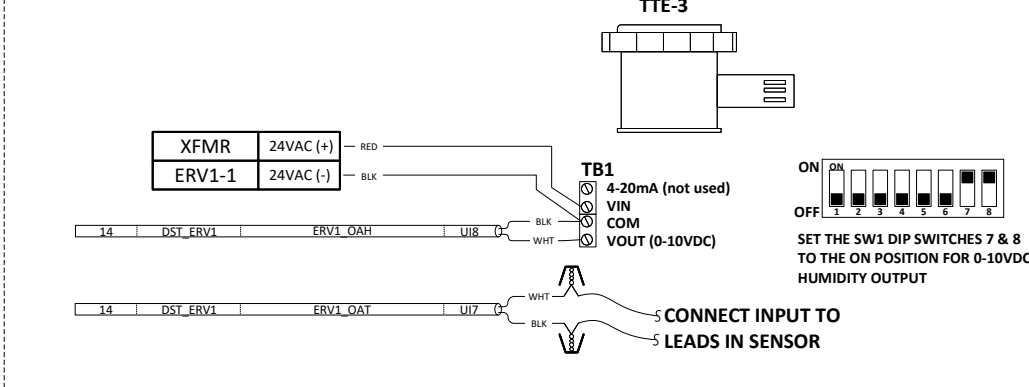 TTE-3
XFMR 24VAC (+) RED
ERV1-1 24VAC (-) BLK
TB1
4-20mA (not used)
VIN
COM
VOUT (0-10VDC)
BLK
WHT
14 DST_ERV1 ERV1_OAH UI8
ON ON
OFF 1 2 3 4 5 6 7 8
SET THE SW1 DIP SWITCHES 7 & 8
TO THE ON POSITION FOR 0-10VDC
HUMIDITY OUTPUT
14 DST_ERV1 ERV1_OAT UI7
WHT
BLK
CONNECT INPUT TO
LEADS IN SENSOR